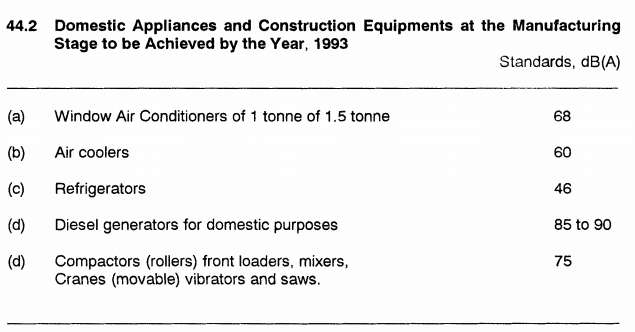 44.2 Domestic Appliances and Construction Equipments at the Manufacturing
Stage to be Achieved by the Year, 1993
Standards, dB(A)
(a) Window Air Conditioners of 1 tonne of 1.5 tonne 68
(b) Air coolers 60
(c) Refrigerators 46
(d) Diesel generators for domestic purposes 85 to 90
(d) Compactors (rollers) front loaders, mixers, 75
Cranes (movable) vibrators and saws.